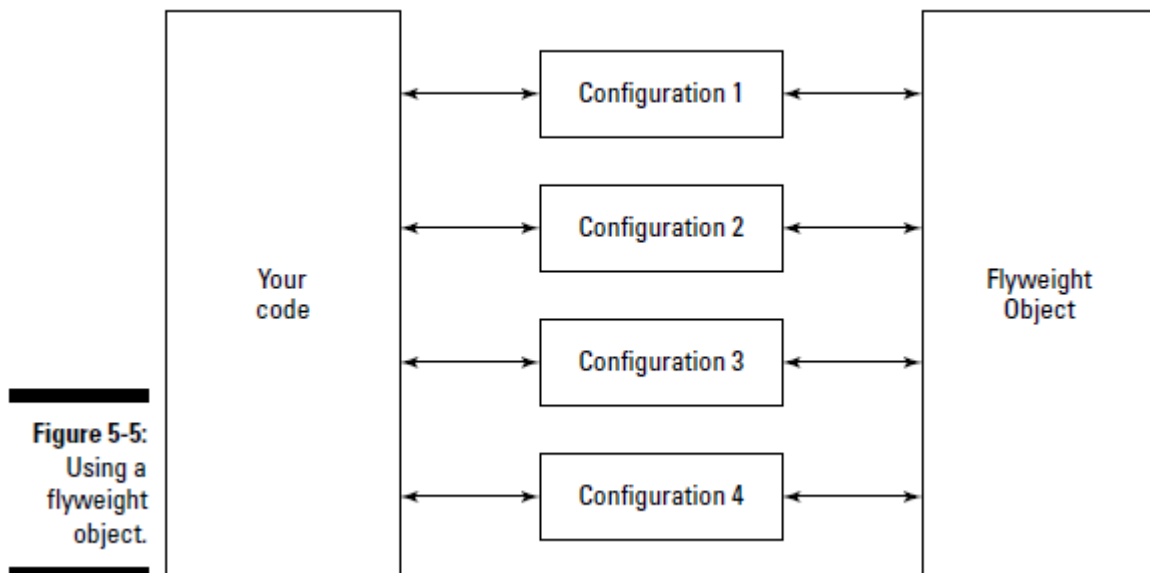 Configuration 1
Configuration 2
Your
code
Flyweight
Object
Configuration 3
Configuration 4
Figure 5-5:
Using a
flyweight
object.